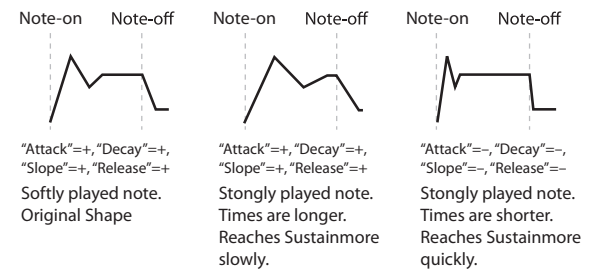 Note-on Note-off Note-on Note-off Note-on Note-off
“Attack”=+, “Decay”=+,
“Slope”=+, “Release”=+
Softly played note.
Original Shape
“Attack”=+, “Decay”=+,
“Slope”=+, “Release”=+
Stongly played note.
Times are longer.
Reaches Sustainmore
slowly.
“Attack”=–, “Decay”=–,
“Slope”=–, “Release”=–
Stongly played note.
Times are shorter.
Reaches Sustainmore
quickly.